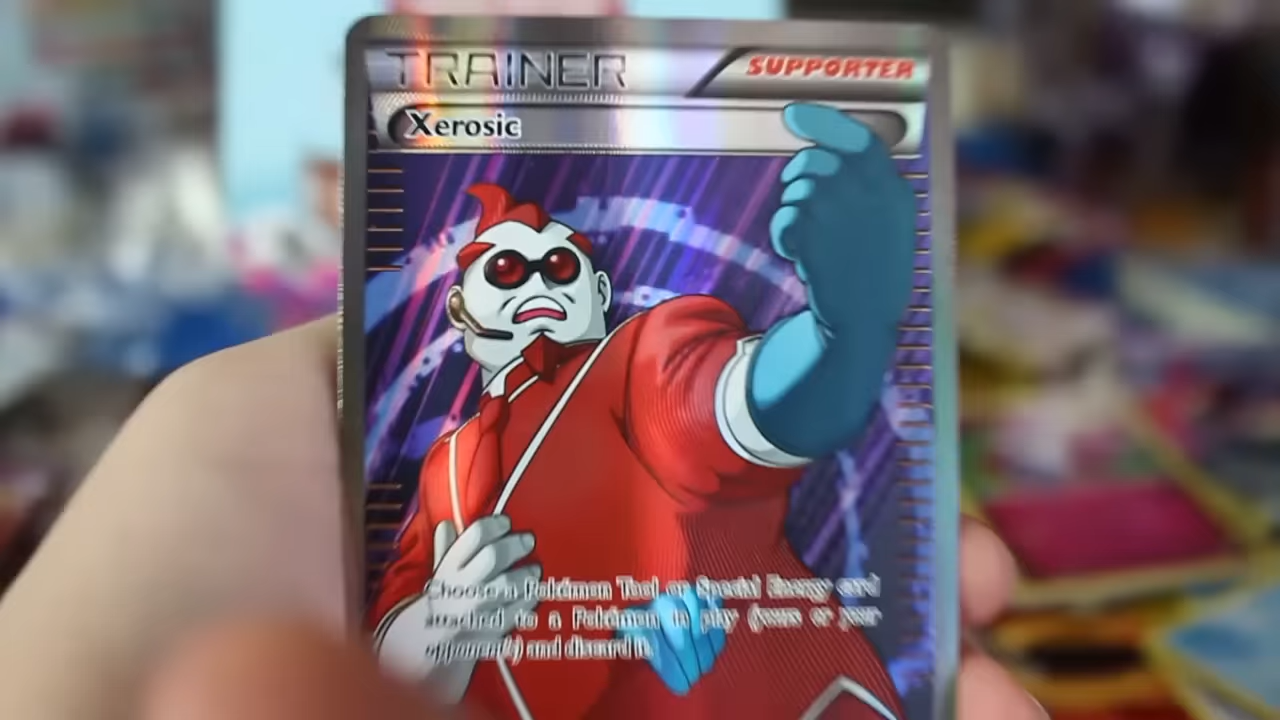 TRAINER
SUPPORTER
Xerosic
Choose a Pokémon Tool or Special Energy card
attached to a Pokémon in play (yours or your
opponent's) and discard it.